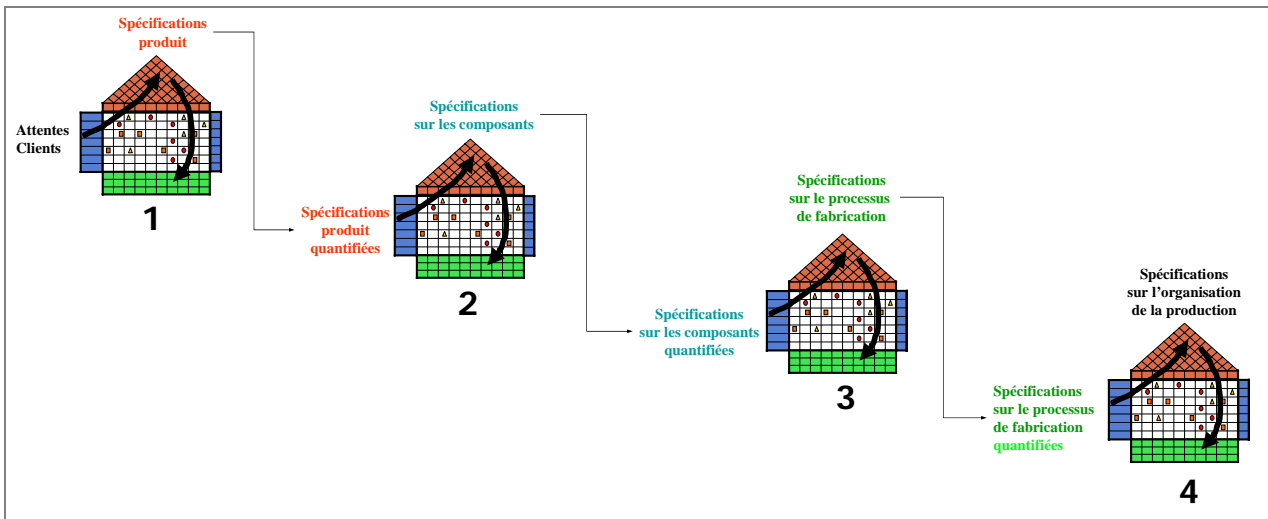 Spécifications
produit
Attentes
Clients
1
Spécifications
sur les composants
Spécifications
produit
quantifiées
2
Spécifications
sur le processus
de fabrication
Spécifications
sur les composants
quantifiées
3
Spécifications
sur l'organisation
de la production
Spécifications
sur le processus
de fabrication
quantifiées
4